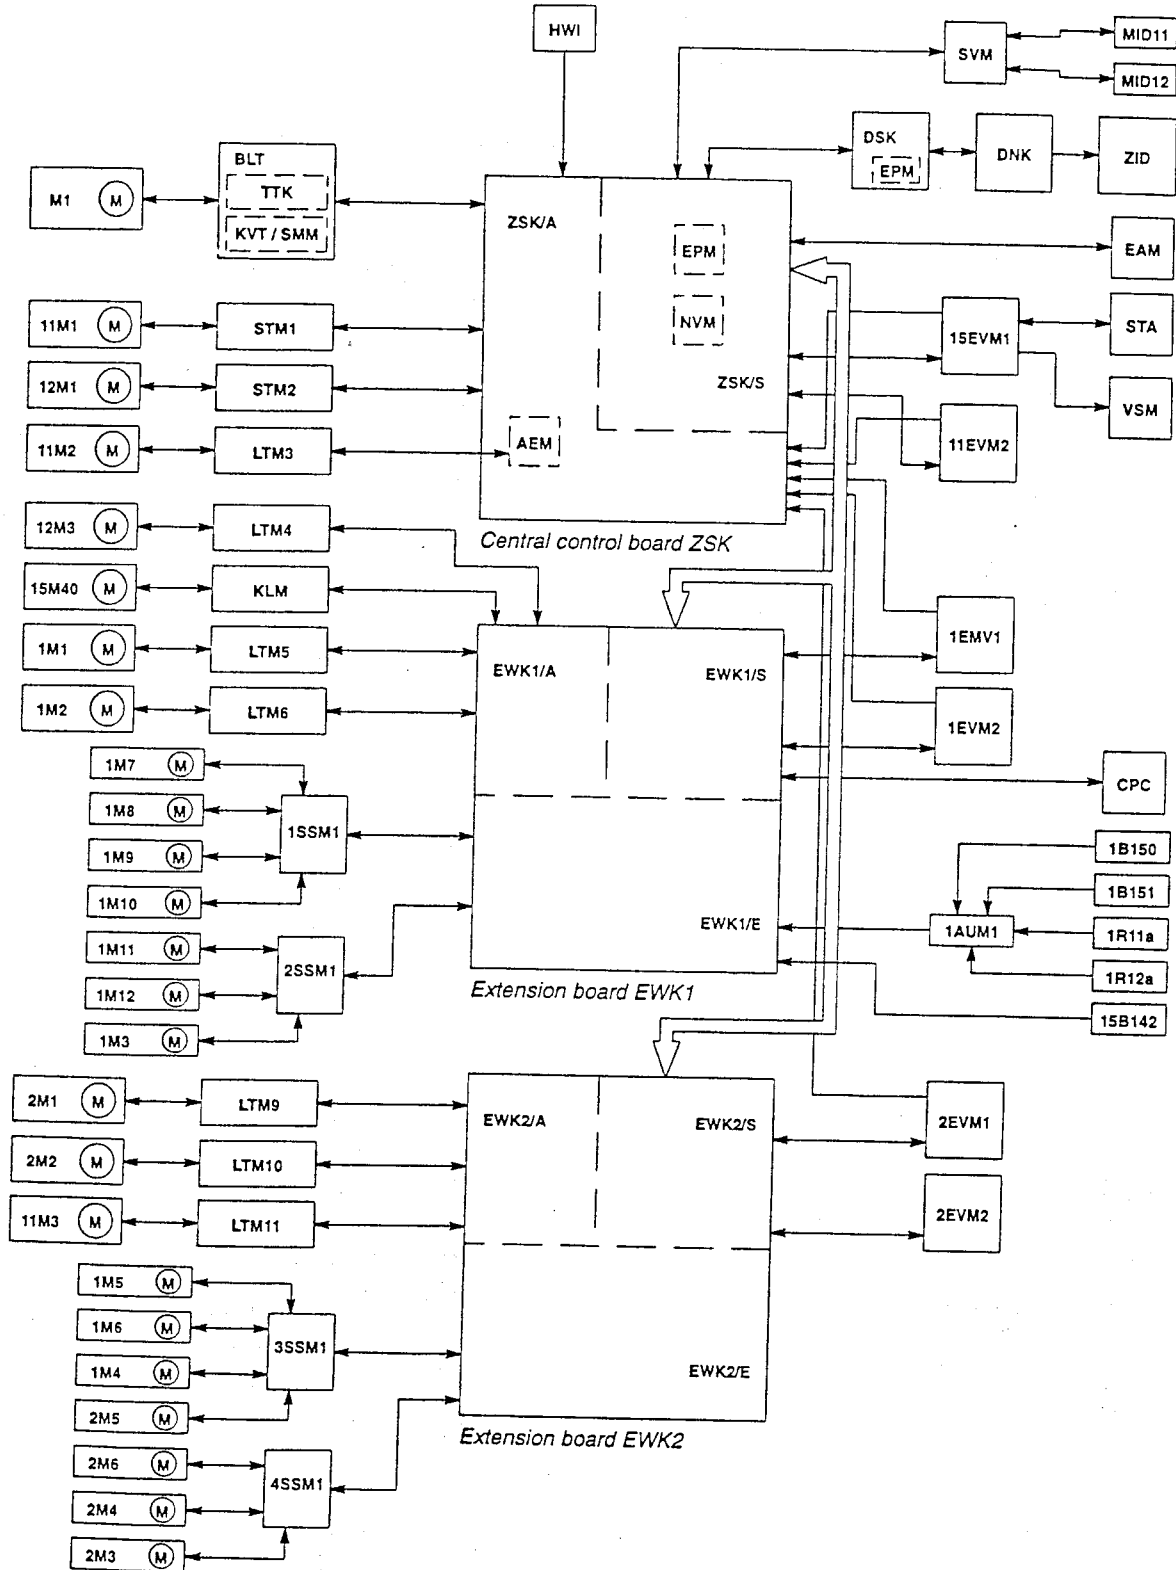 HWI
SVM
MID11
MID12
DSK
EPM
DNK
ZID
BLT
TTK
KVT / SMM
M1 M
ZSK/A
EPM
NVM
ZSK/S
AEM
EAM
11M1 M
STM1
15EVM1
STA
12M1 M
STM2
VSM
11M2 M
LTM3
11EVM2
12M3 M
LTM4
Central control board ZSK
15M40 M
KLM
1M1 M
LTM5
EWK1/A
EWK1/S
1EMV1
1M2 M
LTM6
1EVM2
1M7 M
CPC
1M8 M
1SSM1
1M9 M
1M10 M
1B150
1B151
1M11 M
EWK1/E
1AUM1
1R11a
2SSM1
1M12 M
1R12a
Extension board EWK1
1M3 M
15B142
2M1 M
LTM9
EWK2/A
EWK2/S
2EVM1
2M2 M
LTM10
11M3 M
LTM11
2EVM2
1M5 M
1M6 M
3SSM1
1M4 M
EWK2/E
2M5 M
Extension board EWK2
2M6 M
4SSM1
2M4 M
2M3 M